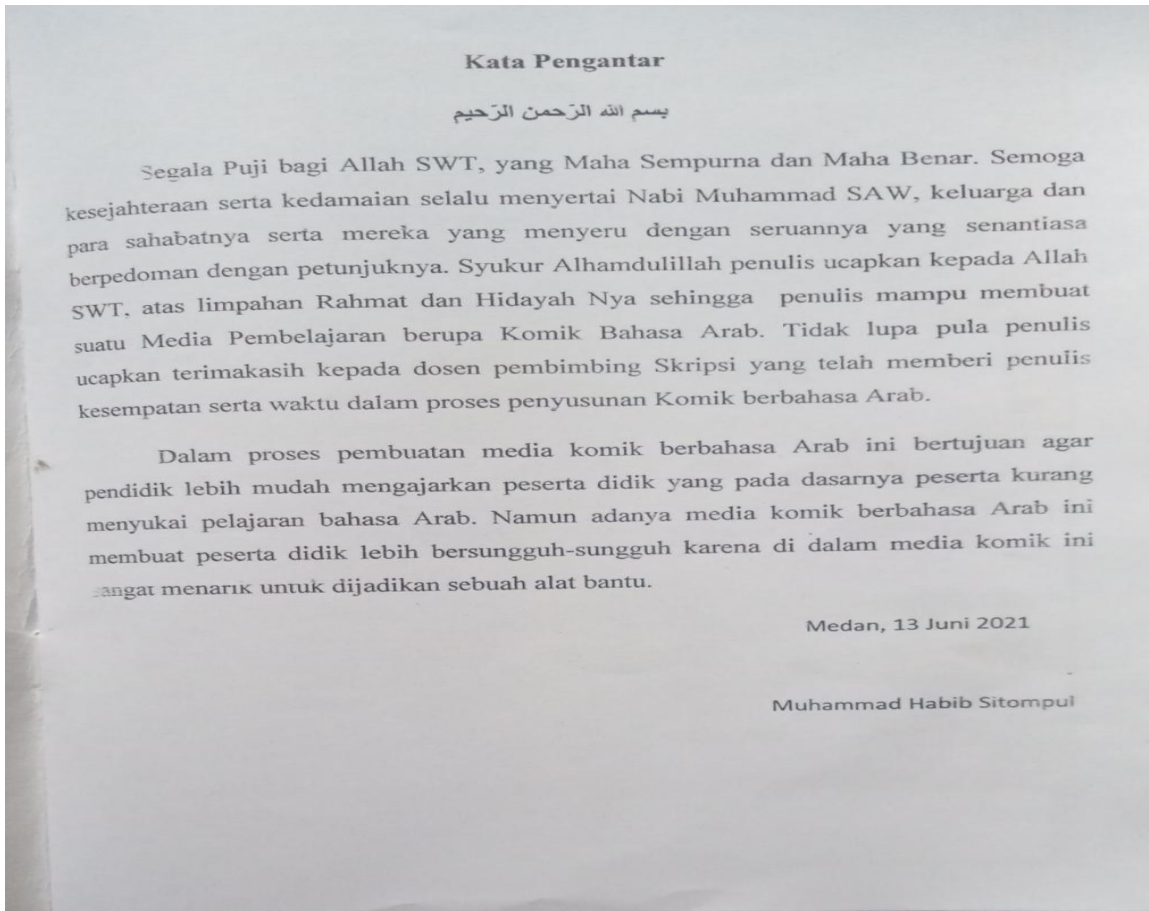 Kata Pengantar
بسم الله الرّحمن الرّحيم
Segala Puji bagi Allah SWT, yang Maha Sempurna dan Maha Benar. Semoga
kesejahteraan serta kedamaian selalu menyertai Nabi Muhammad SAW, keluarga dan
para sahabatnya serta mereka yang menyeru dengan seruannya yang senantiasa
berpedoman dengan petunjuknya. Syukur Alhamdulillah penulis ucapkan kepada Allah
SWT, atas limpahan Rahmat dan Hidayah Nya sehingga penulis mampu membuat
suatu Media Pembelajaran berupa Komik Bahasa Arab. Tidak lupa pula penulis
ucapkan terimakasih kepada dosen pembimbing Skripsi yang telah memberi penulis
kesempatan serta waktu dalam proses penyusunan Komik berbahasa Arab.
Dalam proses pembuatan media komik berbahasa Arab ini bertujuan agar
pendidik lebih mudah mengajarkan peserta didik yang pada dasarnya peserta kurang
menyukai pelajaran bahasa Arab. Namun adanya media komik berbahasa Arab ini
membuat peserta didik lebih bersungguh-sungguh karena di dalam media komik ini
sangat menarik untuk dijadikan sebuah alat bantu.
Medan, 13 Juni 2021
Muhammad Habib Sitompul